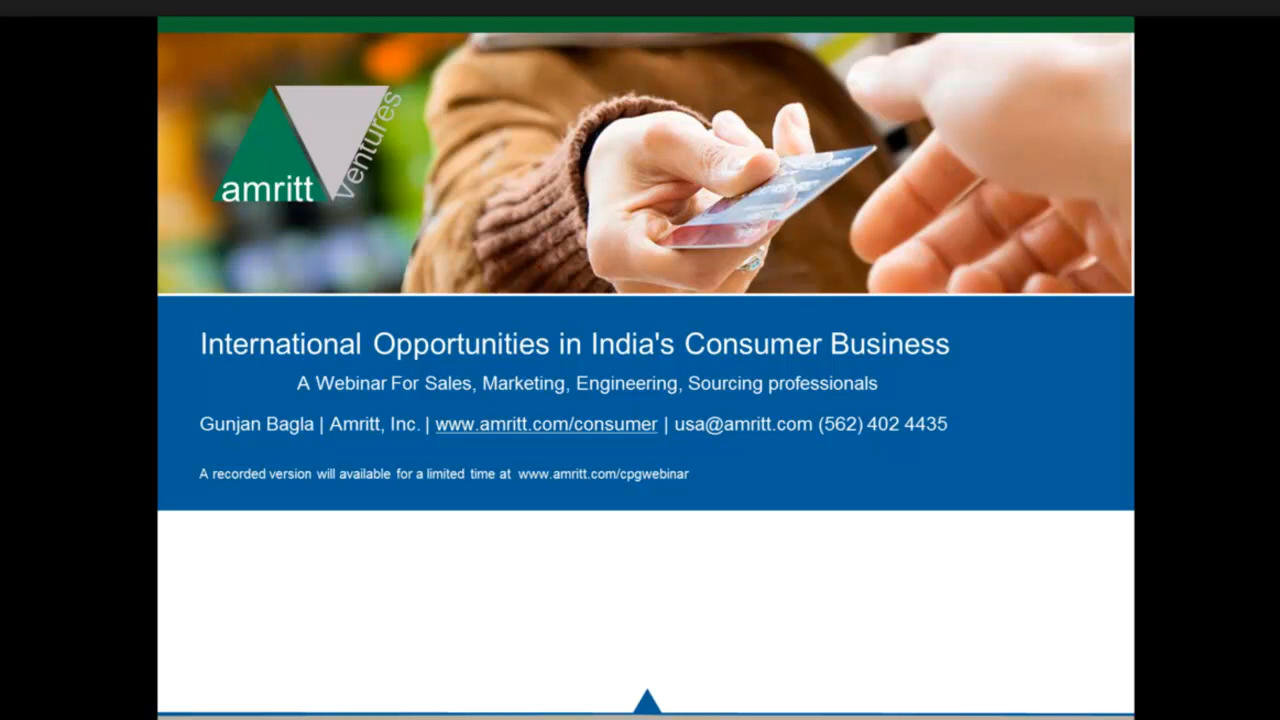 amritt
ventures
International Opportunities in India's Consumer Business
A Webinar For Sales, Marketing, Engineering, Sourcing professionals
Gunjan Bagla | Amritt, Inc. | www.amritt.com/consumer | usa@amritt.com (562) 402 4435
A recorded version will available for a limited time at www.amritt.com/cpgwebinar